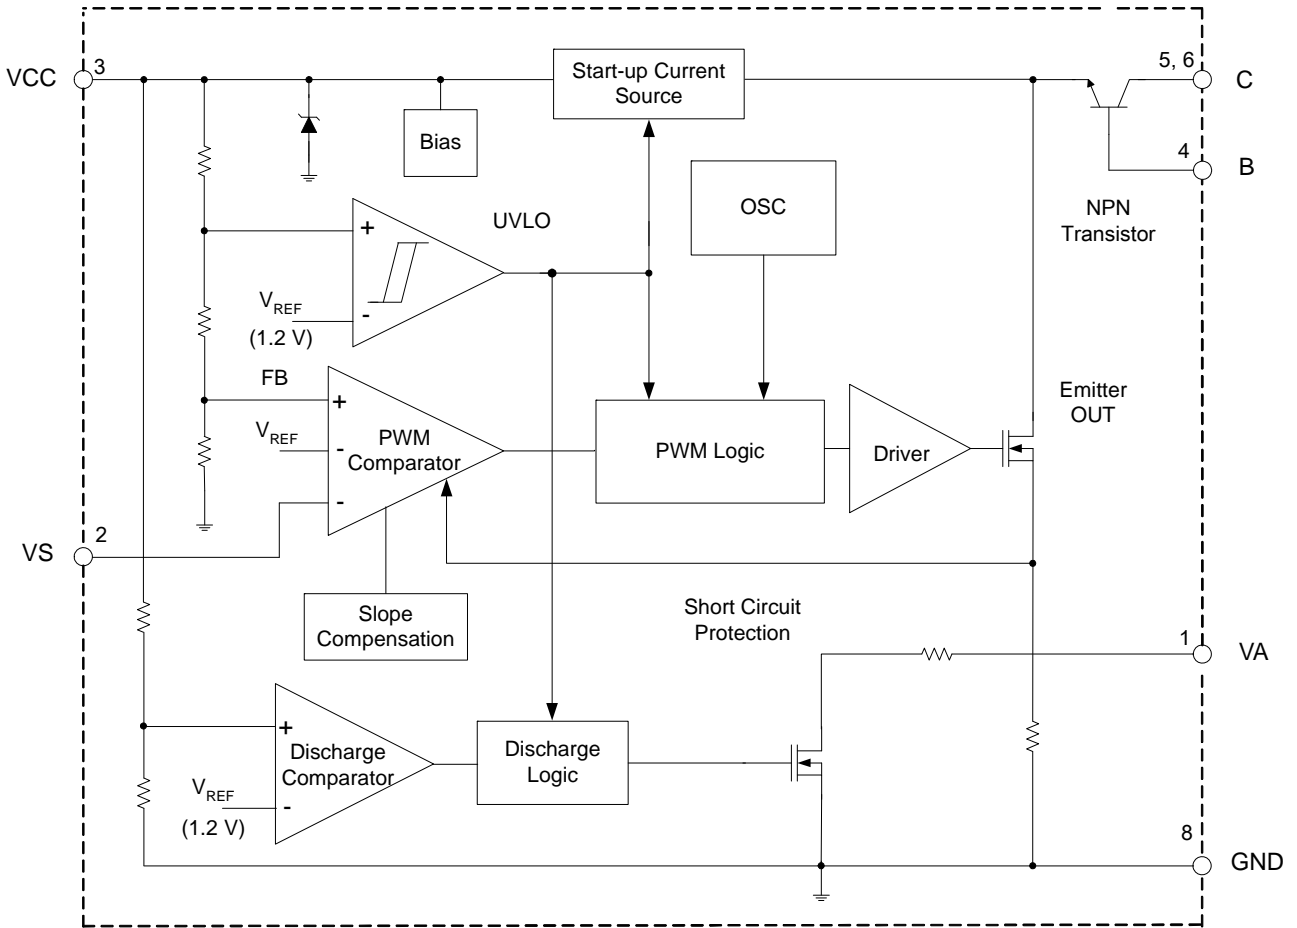 VCC
3
Start-up Current
Source
5, 6
C
Bias
4
B
OSC
NPN
Transistor
UVLO
+
-
VREF
(1.2 V)
FB
+
VREF
-
-
PWM
Comparator
PWM Logic
Driver
Emitter
OUT
2
VS
Slope
Compensation
Short Circuit
Protection
1
VA
+
Discharge
Comparator
-
VREF
(1.2 V)
Discharge
Logic
8
GND